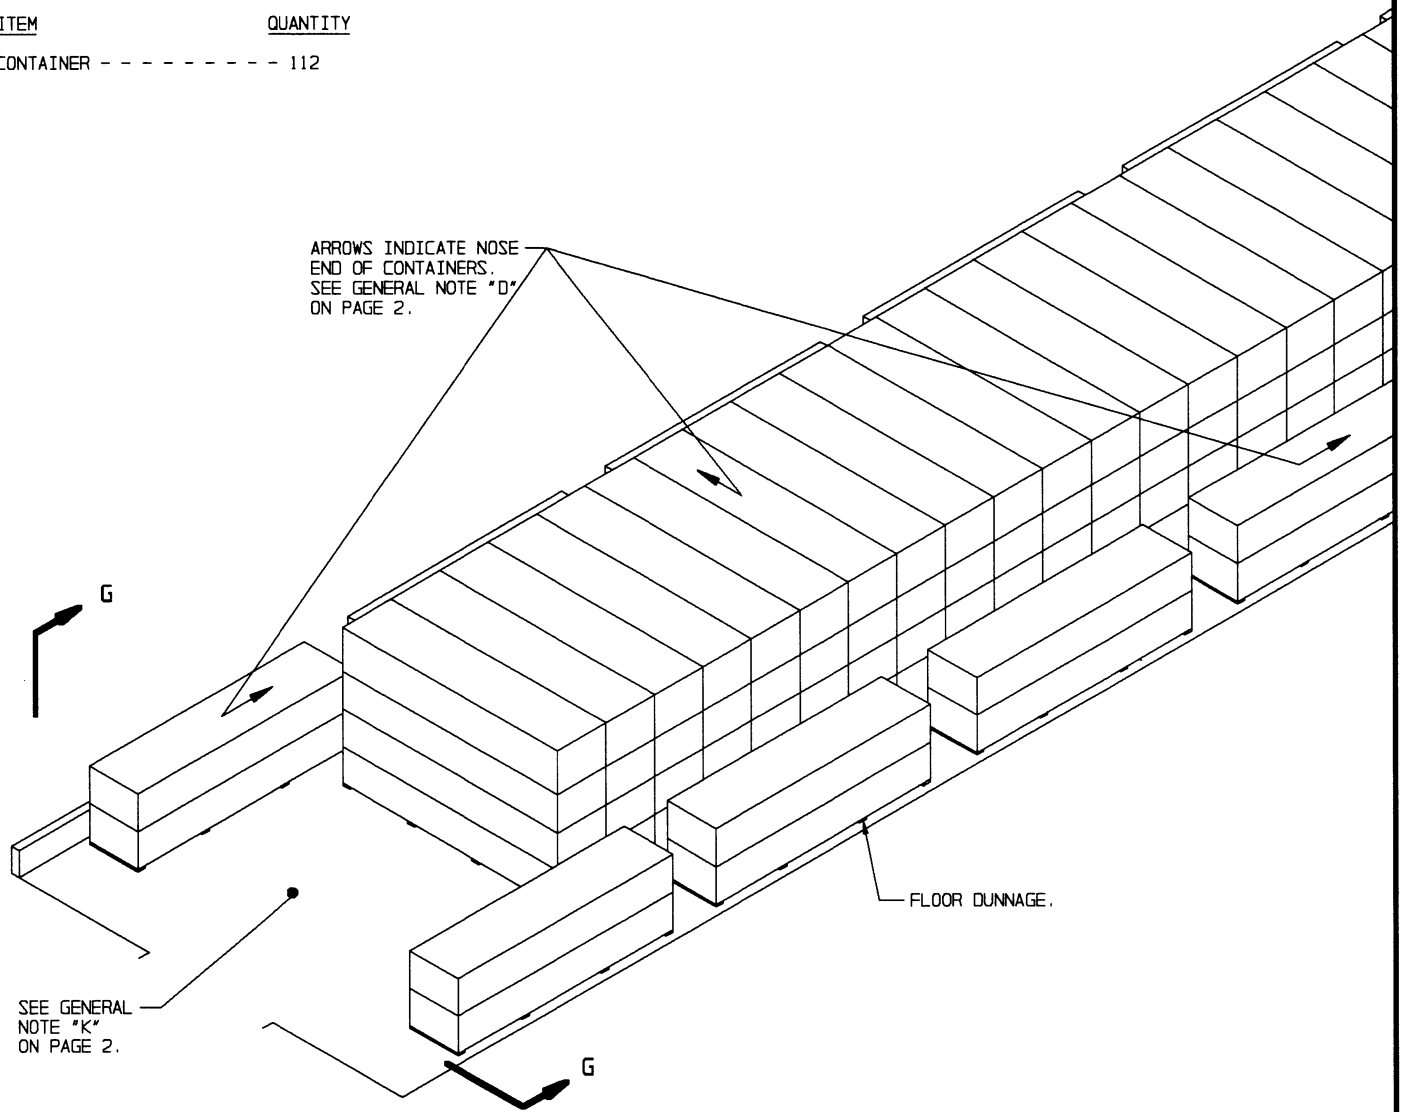 ITEM QUANTITY
CONTAINER - - - - - - - - - 112
ARROWS INDICATE NOSE
END OF CONTAINERS.
SEE GENERAL NOTE "D"
ON PAGE 2.
G
FLOOR DUNNAGE.
SEE GENERAL
NOTE "K"
ON PAGE 2.
G